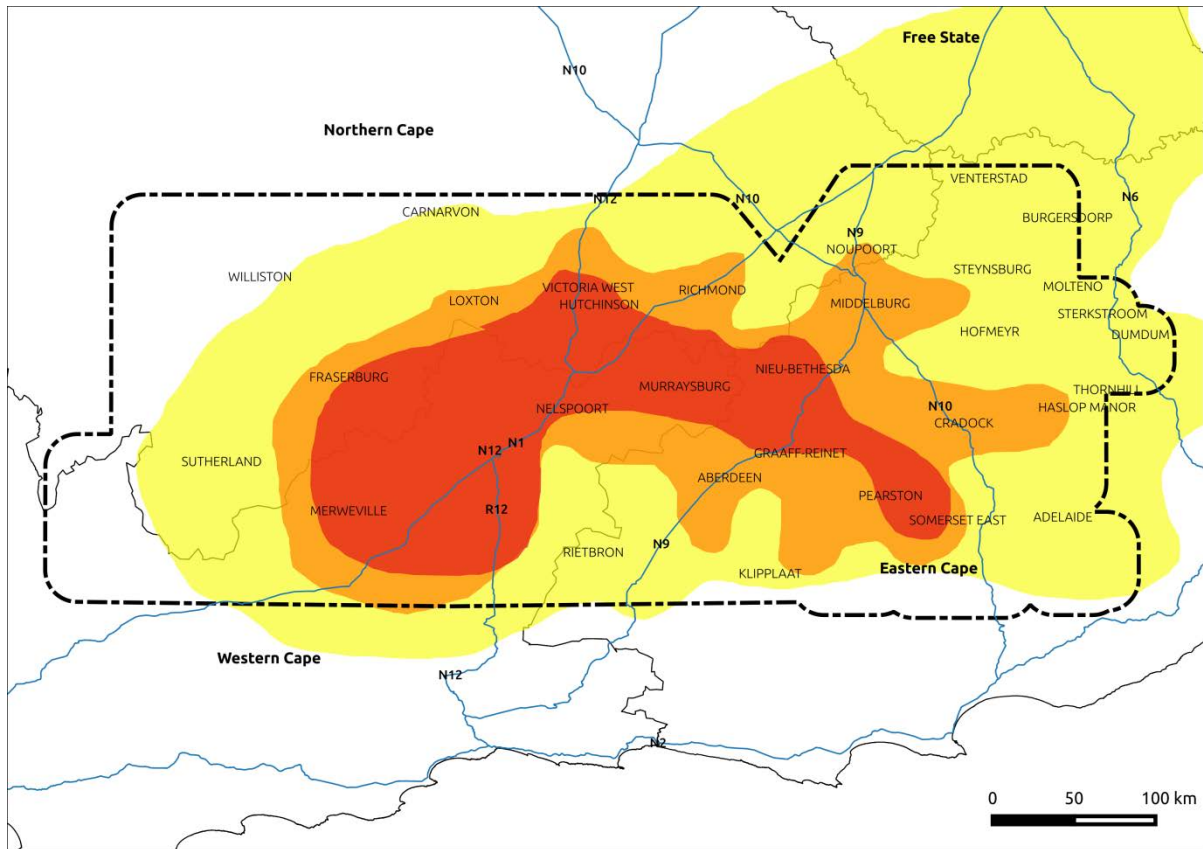 Free State
N10
Northern Cape
VENTERSTAD
N12
N10
N6
CARNARVON
BURGERSDORP
N9
NOUPOORT
WILLISTON
STEYNSBURG
VICTORIA WEST
RICHMOND
MOLTENO
LOXTON
HUTCHINSON
MIDDELBURG
STERKSTROOM
HOFMEYR
DUMDUM
FRASERBURG
NIEU-BETHESDA
MURRAYSBURG
THORNHILL
NELSPOORT
N10
HASLOP MANOR
CRADOCK
N1
N12
SUTHERLAND
GRAAFF-REINET
ABERDEEN
PEARSTON
MERWEVILLE
R12
SOMERSET EAST
ADELAIDE
N9
RIETBRON
KLIPPLAAT
Eastern Cape
Western Cape
N12
N2
0 50 100 km